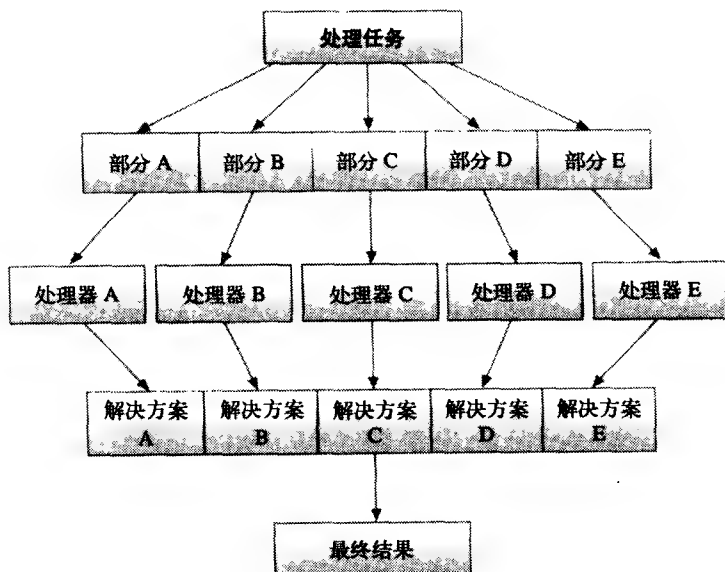 处理任务
部分 A 部分 B 部分 C 部分 D 部分 E
处理器 A 处理器 B 处理器 C 处理器 D 处理器 E
解决方案 解决方案 解决方案 解决方案 解决方案
A B C D E
最终结果